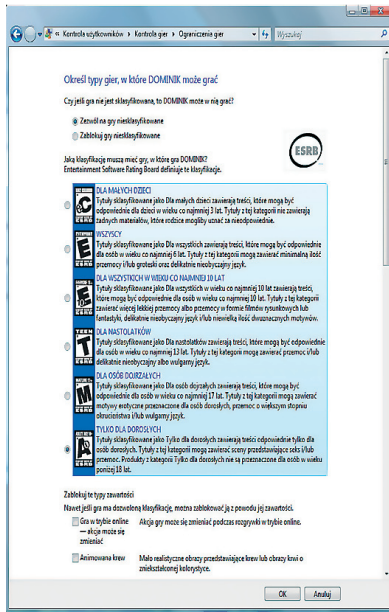 « Kontrola użytkowników ▸ Kontrola gier ▸ Ograniczenia gier
Wyszukaj
Określ typy gier, w które DOMINIK może grać
Czy jeśli gra nie jest sklasyfikowana, to DOMINIK może w nią grać?
Zezwól na gry niesklasyfikowane
Zablokuj gry niesklasyfikowane
ESRB
Jaką klasyfikację muszą mieć gry, w które gra DOMINIK?
Entertainment Software Rating Board definiuje te klasyfikacje.
DLA MAŁYCH DZIECI
Tytuły sklasyfikowane jako Dla małych dzieci zawierają treści, które mogą być
odpowiednie dla dzieci w wieku co najmniej 3 lat. Tytuły z tej kategorii nie zawierają
żadnych materiałów, które rodzice mogliby uznać za nieodpowiednie.
WSZYSCY
Tytuły sklasyfikowane jako Dla wszystkich zawierają treści, które mogą być odpowiednie
dla osób w wieku co najmniej 6 lat. Tytuły z tej kategorii mogą zawierać minimalną ilość
przemocy i/lub groteski oraz delikatnie nieobyczajny język.
DLA WSZYSTKICH W WIEKU CO NAJMNIEJ 10 LAT
Tytuły sklasyfikowane jako Dla wszystkich w wieku co najmniej 10 lat zawierają treści,
które mogą być odpowiednie dla osób w wieku co najmniej 10 lat. Tytuły z tej kategorii
mogą zawierać więcej lekkiej przemocy albo przemocy w formie filmów rysunkowych lub
fantastyki, delikatnie nieobyczajny język i/lub niewielką ilość dwuznacznych motywów.
TEEN
T
DLA NASTOLATKÓW
Tytuły sklasyfikowane jako Dla nastolatków zawierają treści, które mogą być odpowiednie
dla osób w wieku co najmniej 13 lat. Tytuły z tej kategorii mogą zawierać przemoc i/lub
delikatnie nieobyczajny albo wulgarny język.
M
DLA OSÓB DOJRZAŁYCH
Tytuły sklasyfikowane jako Dla osób dojrzałych zawierają treści, które mogą być
odpowiednie dla osób w wieku co najmniej 17 lat. Tytuły z tej kategorii mogą zawierać
motywy erotyczne przeznaczone dla osób dorosłych, przemoc o większym stopniu
okrucieństwa i/lub wulgarny język.
TYLKO DLA DOROSŁYCH
Tytuły sklasyfikowane jako Tylko dla dorosłych zawierają treści odpowiednie tylko dla
osób dorosłych. Tytuły z tej kategorii mogą zawierać sceny przedstawiające seks i/lub
przemoc. Produkty z kategorii Tylko dla dorosłych nie są przeznaczone dla osób w wieku
poniżej 18 lat.
Zablokuj te typy zawartości
Nawet jeśli gra ma dozwoloną klasyfikację, można zablokować ją z powodu jej zawartości.
Gra w trybie online — akcja może się zmieniać
Akcja gry może się zmieniać podczas rozgrywki w trybie online.
Animowana krew
Mało realistyczne obrazy przedstawiające krew lub obrazy krwi o
zniekształconej kolorystyce.
OK
Anuluj